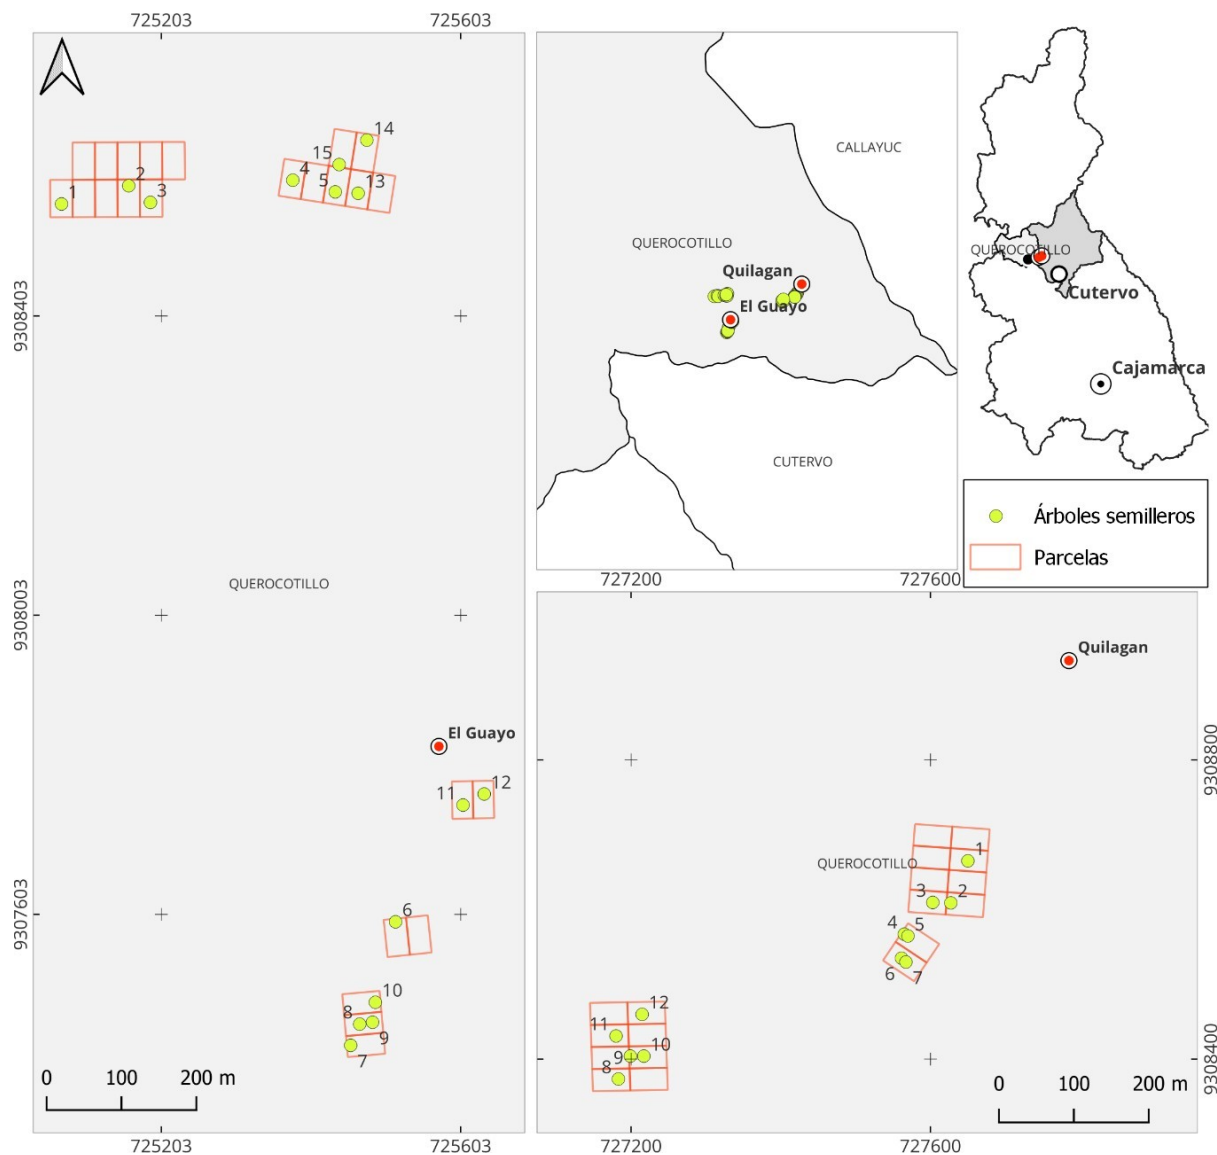 725203
725603
14
15
4
5
13
2
1
3
9308403
9308003
QUEROCOTILLO
El Guayo
11
12
9307603
6
10
8
9
7
0
100
200 m
725203
725603
CALLAYUC
QUEROCOTILLO
Quilagan
El Guayo
CUTERVO
QUEROCOTILLO
Cutervo
Cajamarca
Árboles semilleros
Parcelas
727200
727600
Quilagan
9308800
QUEROCOTILLO
1
3
2
4
5
6
7
12
11
9
10
8
9308400
0
100
200 m
727200
727600